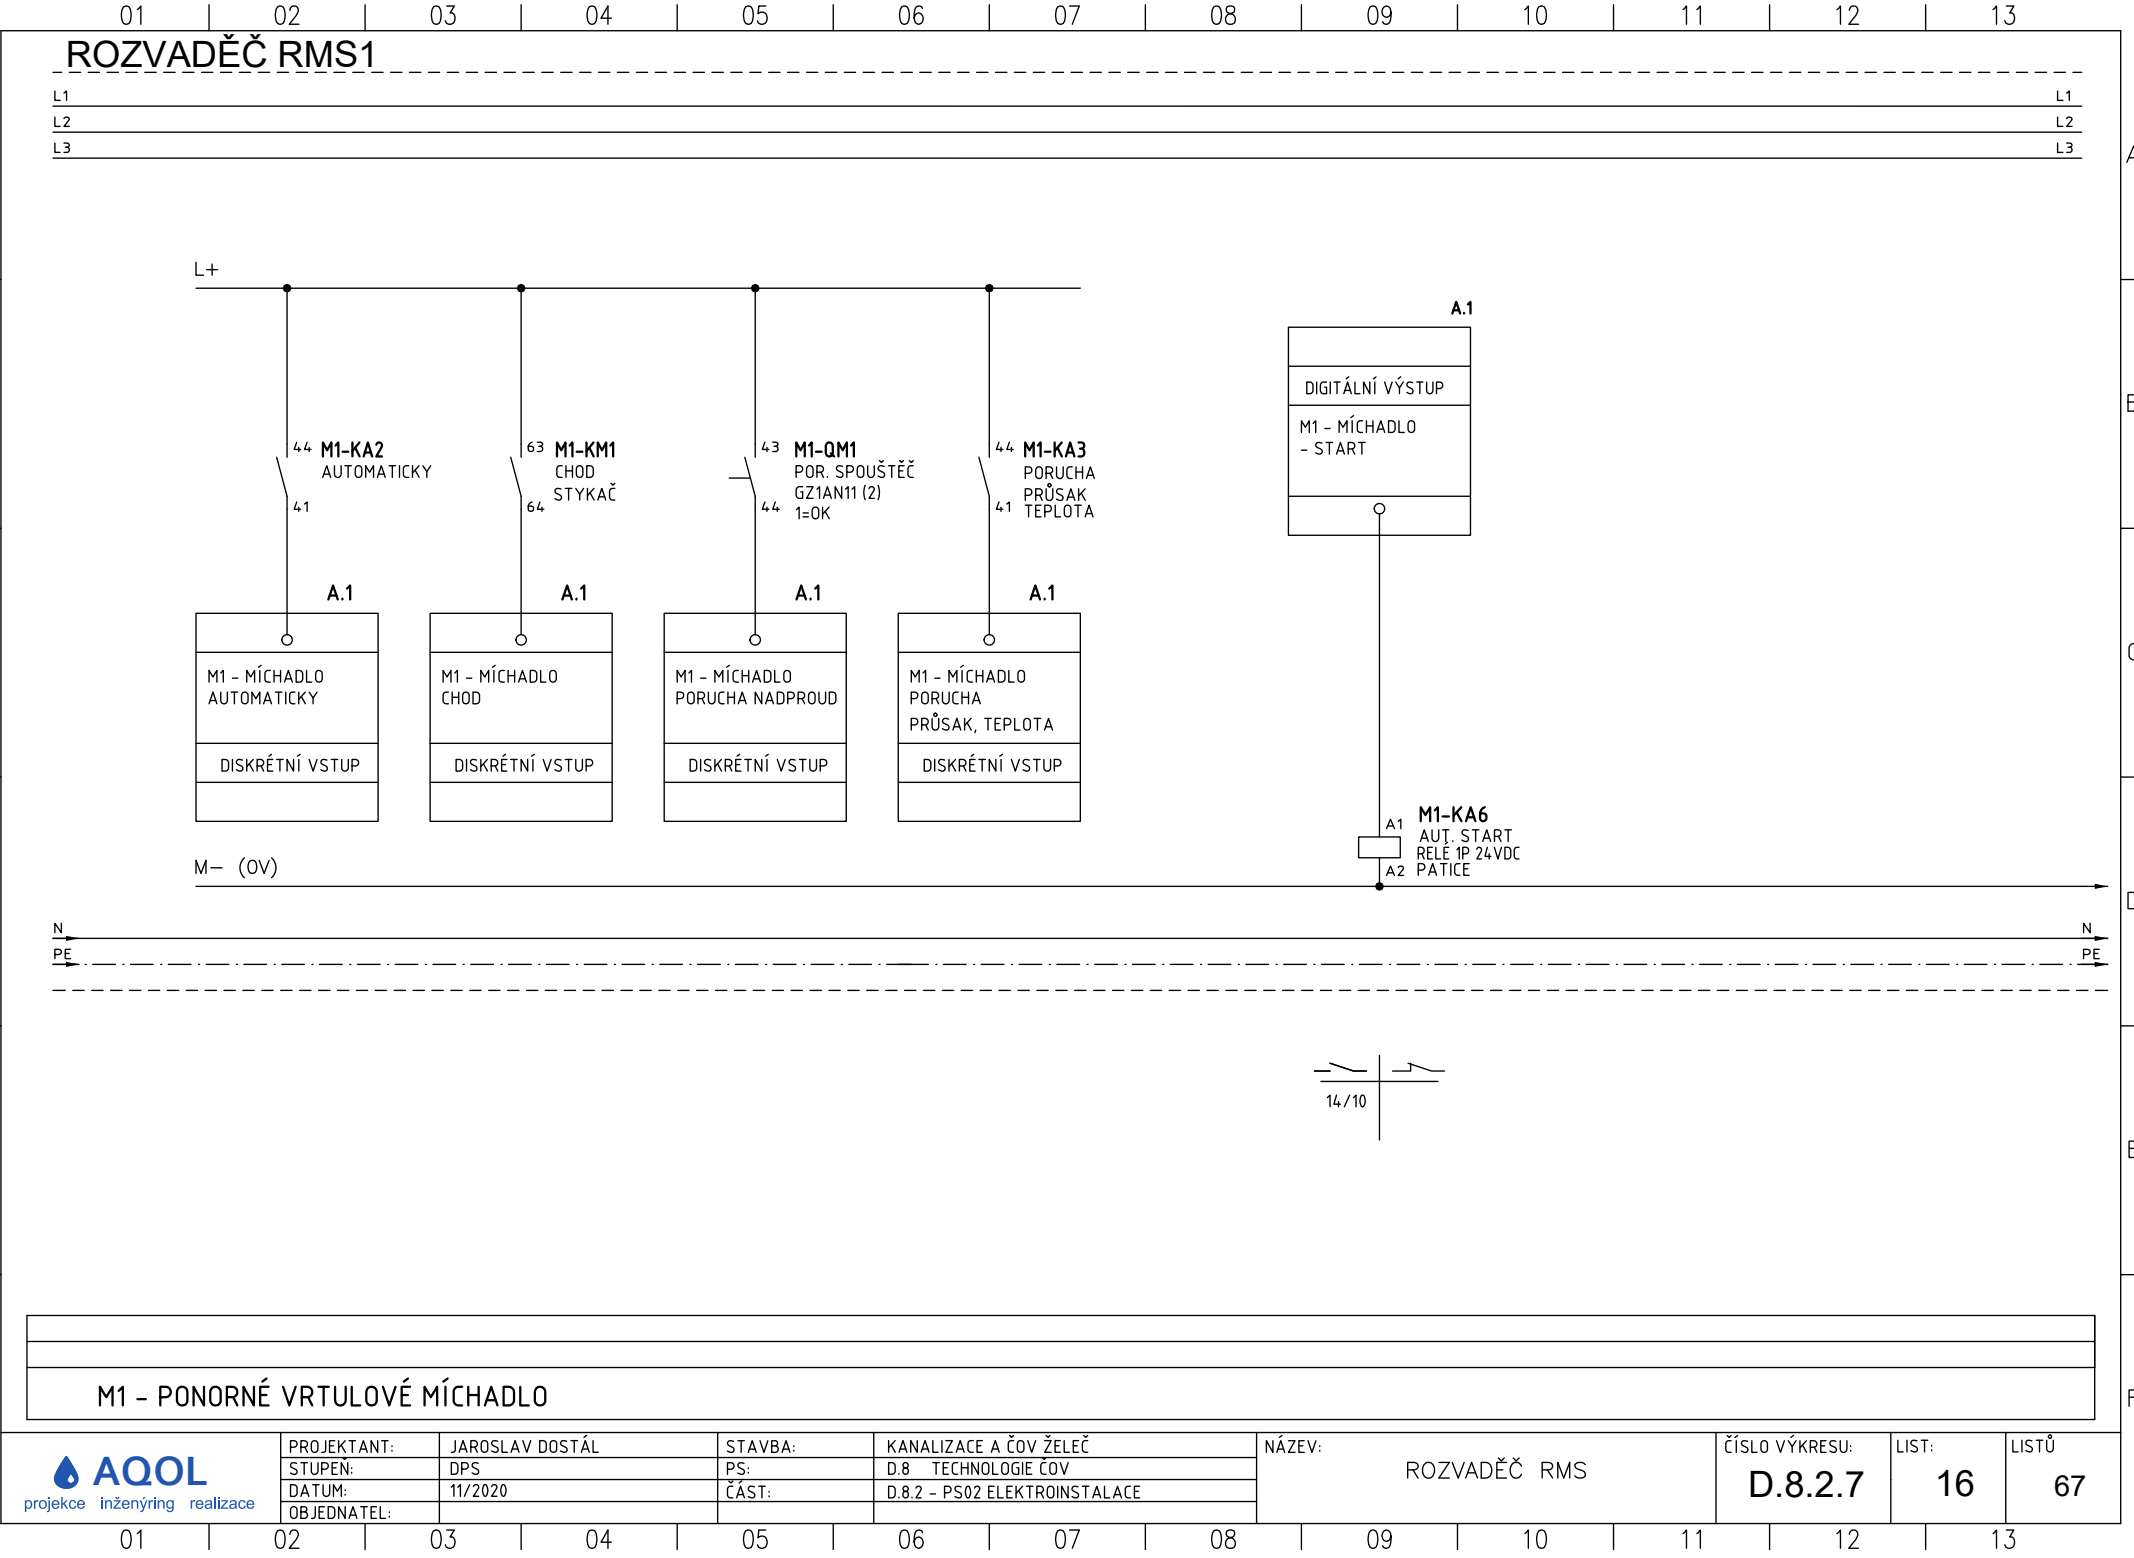 01 02 03 04 05 06 07 08 09 10 11 12 13
ROZVADĚČ RMS1
L1 L1
L2 L2
L3 L3
A
L+
A.1
DIGITÁLNÍ VÝSTUP
M1 - MÍCHADLO
- START
B
44 M1-KA2
AUTOMATICKY
41
63 M1-KM1
CHOD
STYKAČ
64
43 M1-QM1
POR. SPOUŠTĚČ
GZ1AN11 (2)
44 1=OK
44 M1-KA3
PORUCHA
PRŮSAK
41 TEPLOTA
A.1 A.1 A.1 A.1
M1 - MÍCHADLO
AUTOMATICKY
DISKRÉTNÍ VSTUP
M1 - MÍCHADLO
CHOD
DISKRÉTNÍ VSTUP
M1 - MÍCHADLO
PORUCHA NADPROUD
DISKRÉTNÍ VSTUP
M1 - MÍCHADLO
PORUCHA
PRŮSAK, TEPLOTA
DISKRÉTNÍ VSTUP
M1-KA6
A1 AUT. START
RELÉ 1P 24VDC
A2 PATICE
M- (0V)
D
N N
PE PE
14/10
E
M1 - PONORNÉ VRTULOVÉ MÍCHADLO
F
AQOL
projekce inženýring realizace
PROJEKTANT: JAROSLAV DOSTÁL
STUPEŇ: DPS
DATUM: 11/2020
OBJEDNATEL:
STAVBA: KANALIZACE A ČOV ŽELEČ
PS: D.8 TECHNOLOGIE ČOV
ČÁST: D.8.2 - PS02 ELEKTROINSTALACE
NÁZEV:
ROZVADĚČ RMS
ČÍSLO VÝKRESU:
D.8.2.7
LIST:
16
LISTŮ
67
01 02 03 04 05 06 07 08 09 10 11 12 13